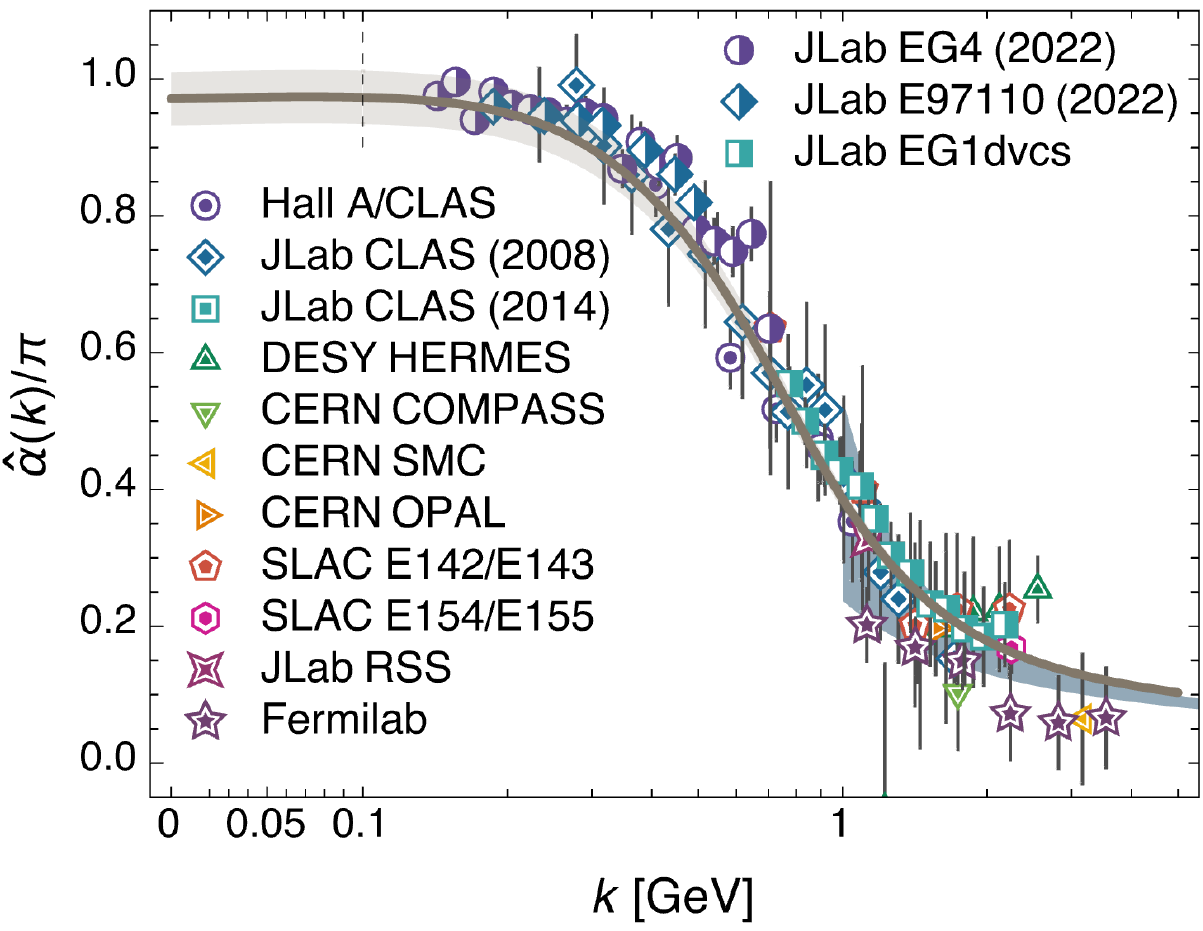 JLab EG4 (2022)
JLab E97110 (2022)
JLab EG1dvcs
Hall A/CLAS
JLab CLAS (2008)
JLab CLAS (2014)
DESY HERMES
CERN COMPASS
CERN SMC
CERN OPAL
SLAC E142/E143
SLAC E154/E155
JLab RSS
Fermilab
α̂(k)/π
1.0
0.8
0.6
0.4
0.2
0.0
0 0.05 0.1 1
k [GeV]